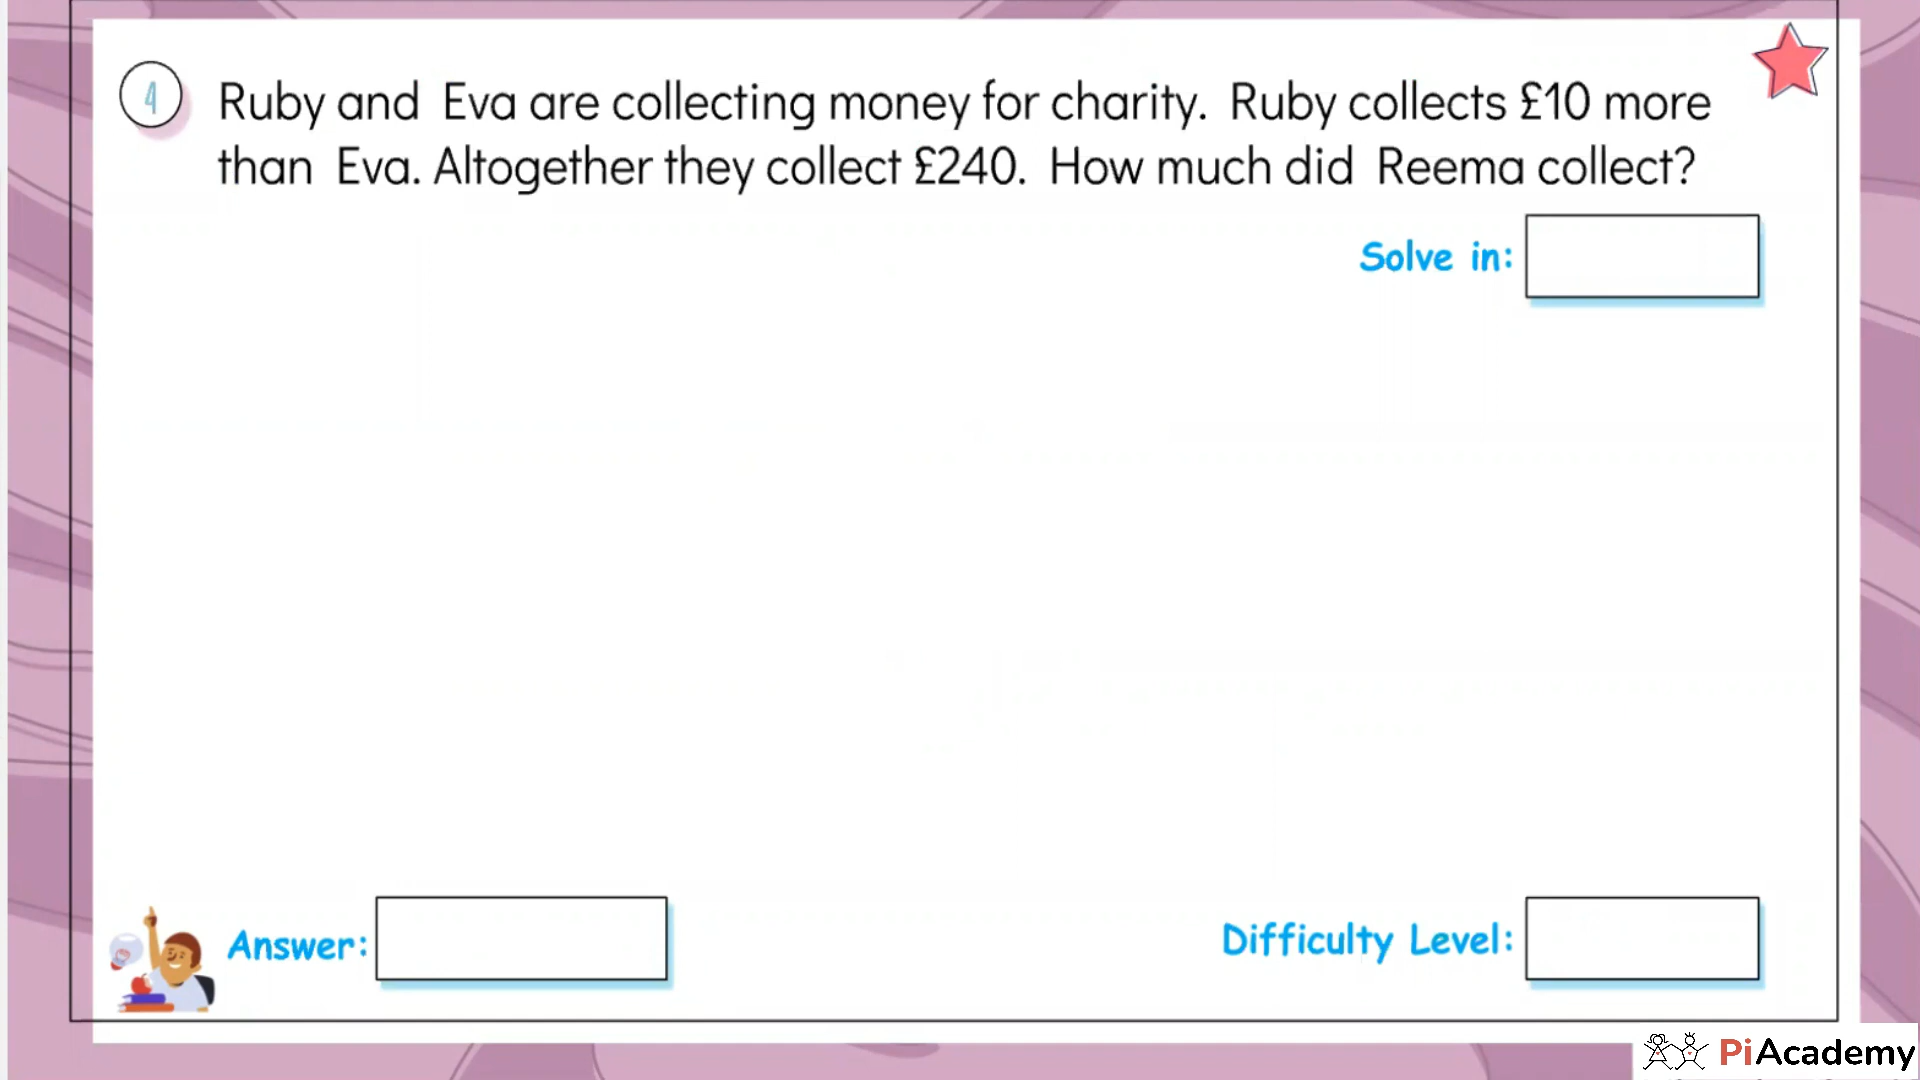 4
Ruby and Eva are collecting money for charity. Ruby collects £10 more
than Eva. Altogether they collect £240. How much did Reema collect?
Solve in:
Answer:
Difficulty Level:
PiAcademy